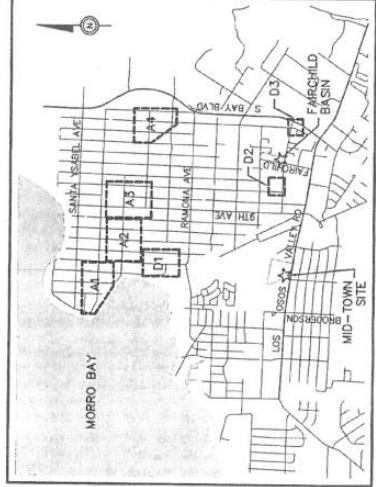 N
SANTA YSABEL AVE
S BAY BLVD
A4
A1
A3
A2
MORRO BAY
RAMONA AVE
D1
D3
FAIRCHILD
BASIN
FAIRCHILD
D2
9TH AVE
LOS
OSOS
VALLEY RD
BRODERSON
MID-TOWN
SITE